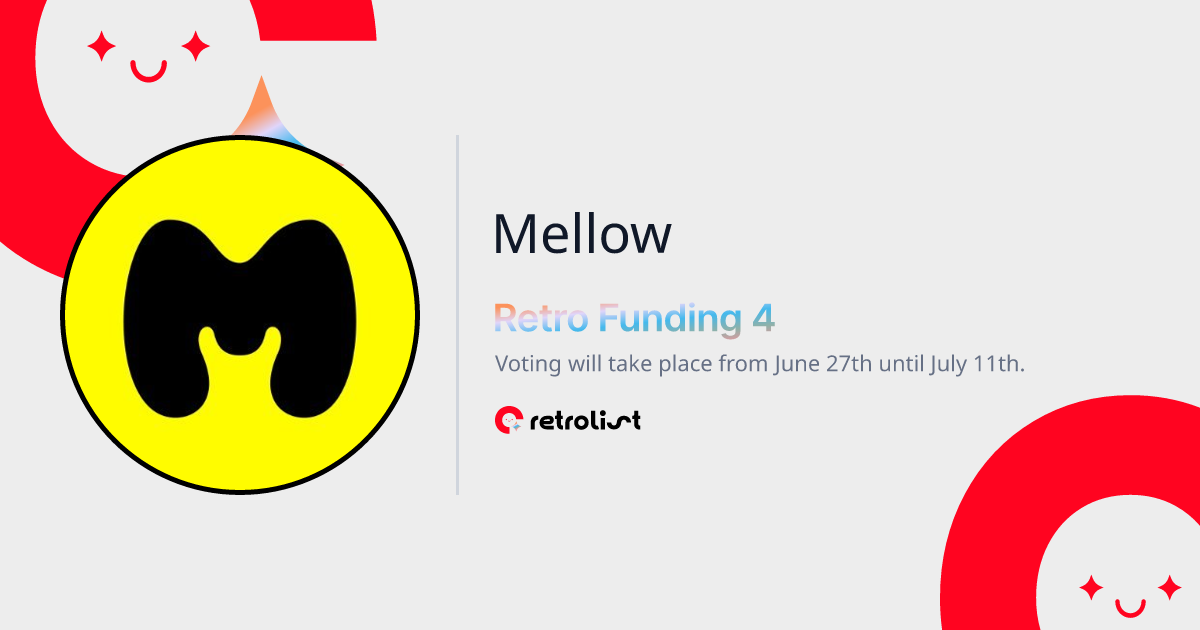 M
Mellow
Retro Funding 4
Voting will take place from June 27th until July 11th.
retrolist